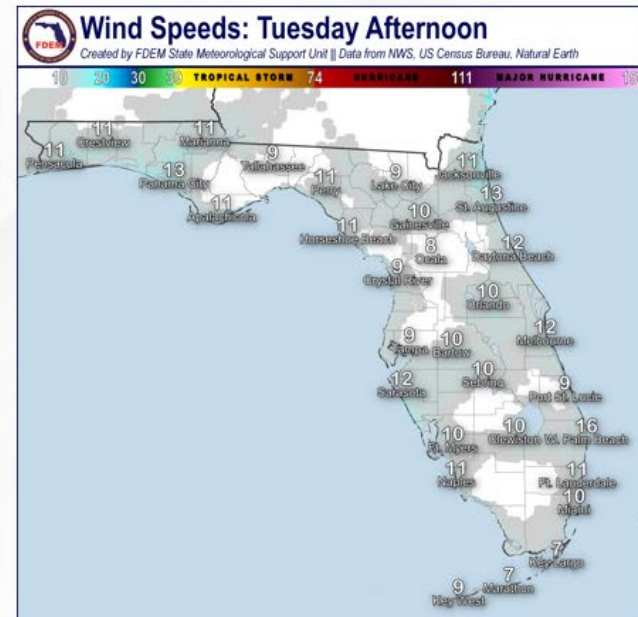 FDEM
Wind Speeds: Tuesday Afternoon
Created by FDEM State Meteorological Support Unit || Data from NWS, US Census Bureau, Natural Earth
10 20 30 39 TROPICAL STORM 74 HURRICANE 111 MAJOR HURRICANE
11 Crestview
11 Marianna
11 Pensacola
13 Panama City
9 Tallahassee
11 Apalachicola
11 Perry
9 Lake City
11 Jacksonville
13 St. Augustine
10 Gainesville
11 Horseshoe Beach
8 Ocala
12 Daytona Beach
9 Crystal River
10 Orlando
9 Tampa
10 Bartow
12 Melbourne
12 Sarasota
10 Sebring
9 Port St. Lucie
10 Ft. Myers
10 Clewiston
16 W. Palm Beach
11 Naples
11 Ft. Lauderdale
10 Miami
7 Key Largo
7 Marathon
9 Key West